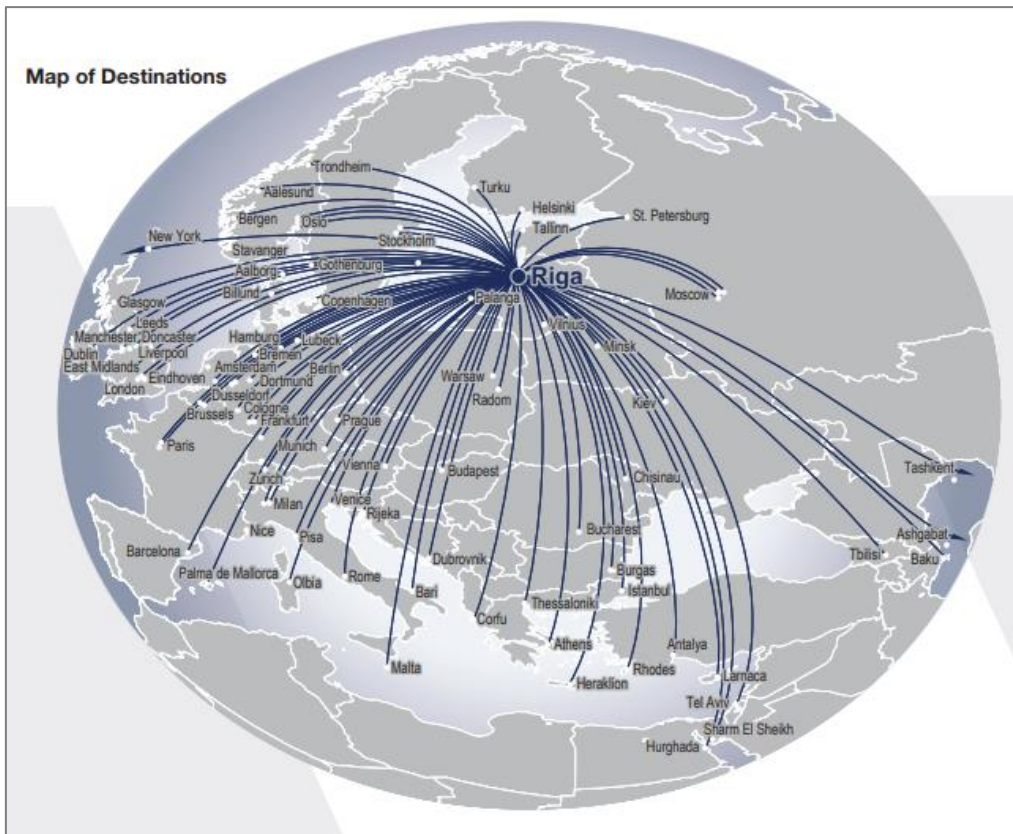 Map of Destinations
Trondheim
Turku
Aalesund
Helsinki
St. Petersburg
Bergen
Oslo
Tallinn
New York
Stockholm
Stavanger
Gothenburg
Aalborg
Riga
Billund
Moscow
Glasgow
Copenhagen
Palanga
Leeds
Vilnius
Manchester
Doncaster
Hamburg
Lubeck
Minsk
Dublin
Liverpool
Bremen
East Midlands
Amsterdam
Berlin
London
Eindhoven
Dortmund
Warsaw
Dusseldorf
Radom
Kiev
Brussels
Cologne
Frankfurt
Prague
Paris
Munich
Vienna
Budapest
Tashkent
Zurich
Chisinau
Milan
Venice
Rijeka
Nice
Pisa
Bucharest
Ashgabat
Barcelona
Dubrovnik
Tbilisi
Baku
Palma de Mallorca
Olbia
Rome
Burgas
Bari
Istanbul
Thessaloniki
Corfu
Athens
Antalya
Malta
Rhodes
Larnaca
Heraklion
Tel Aviv
Sharm El Sheikh
Hurghada